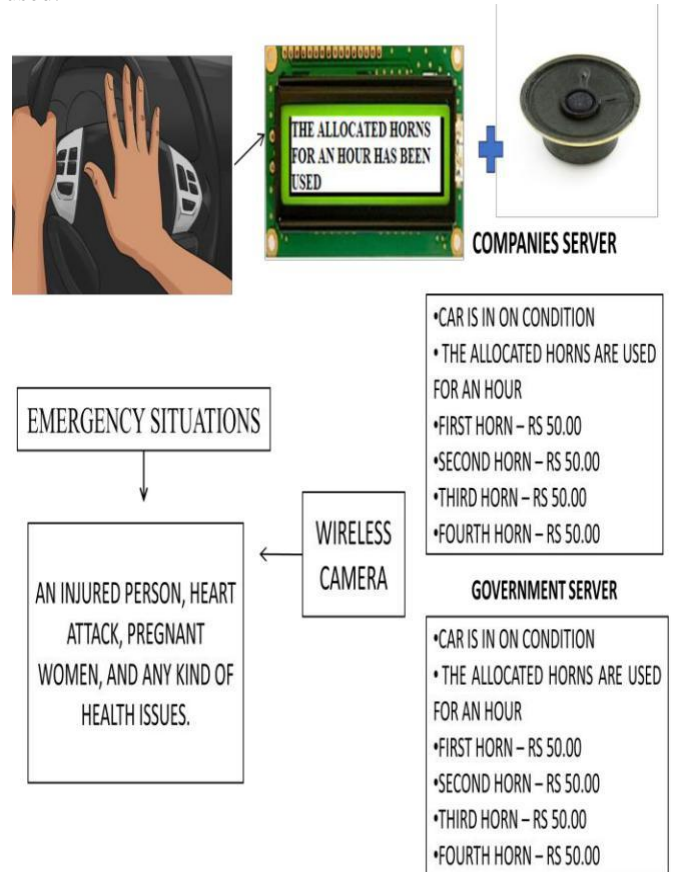 THE ALLOCATED HORNS
FOR AN HOUR HAS BEEN
USED
COMPANIES SERVER
•CAR IS IN ON CONDITION
• THE ALLOCATED HORNS ARE USED
FOR AN HOUR
•FIRST HORN – RS 50.00
•SECOND HORN – RS 50.00
•THIRD HORN – RS 50.00
•FOURTH HORN – RS 50.00
EMERGENCY SITUATIONS
WIRELESS
CAMERA
AN INJURED PERSON, HEART
ATTACK, PREGNANT
WOMEN, AND ANY KIND OF
HEALTH ISSUES.
GOVERNMENT SERVER
•CAR IS IN ON CONDITION
• THE ALLOCATED HORNS ARE USED
FOR AN HOUR
•FIRST HORN – RS 50.00
•SECOND HORN – RS 50.00
•THIRD HORN – RS 50.00
•FOURTH HORN – RS 50.00